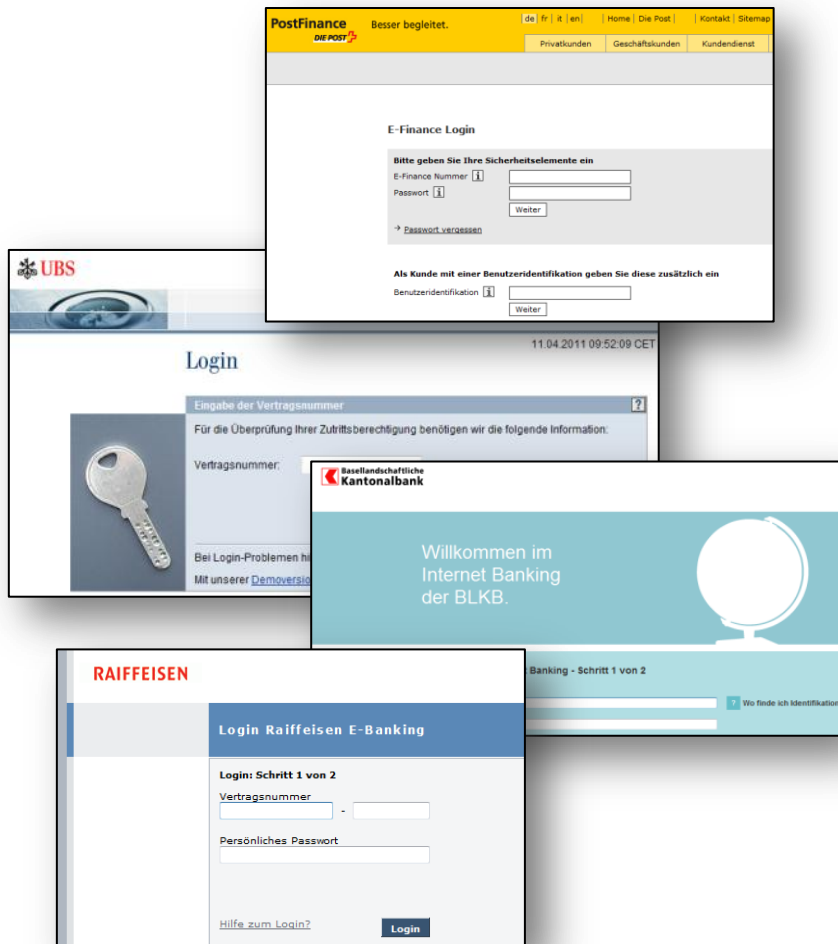 PostFinance
DIE POST
Besser begleitet.
|de| fr | it | en|
| Home | Die Post |
| Kontakt | Sitemap
Privatkunden
Geschäftskunden
Kundendienst
E-Finance Login
Bitte geben Sie Ihre Sicherheitselemente ein
E-Finance Nummer i
Passwort i
Weiter
→ Passwort vergessen
Als Kunde mit einer Benutzeridentifikation geben Sie diese zusätzlich ein
Benutzeridentifikation i
Weiter
UBS
11.04.2011 09:52:09 CET
Login
Eingabe der Vertragsnummer ?
Für die Überprüfung Ihrer Zutrittsberechtigung benötigen wir die folgende Information:
Vertragsnummer:
Bei Login-Problemen
Mit unserer
Basellandschaftliche
Kantonalbank
Willkommen im
Internet Banking
der BLKB.
Banking - Schritt 1 von 2
? Wo finde ich
RAIFFEISEN
Login Raiffeisen E-Banking
Login: Schritt 1 von 2
Vertragsnummer
-
Persönliches Passwort
Hilfe zum Login?
Login